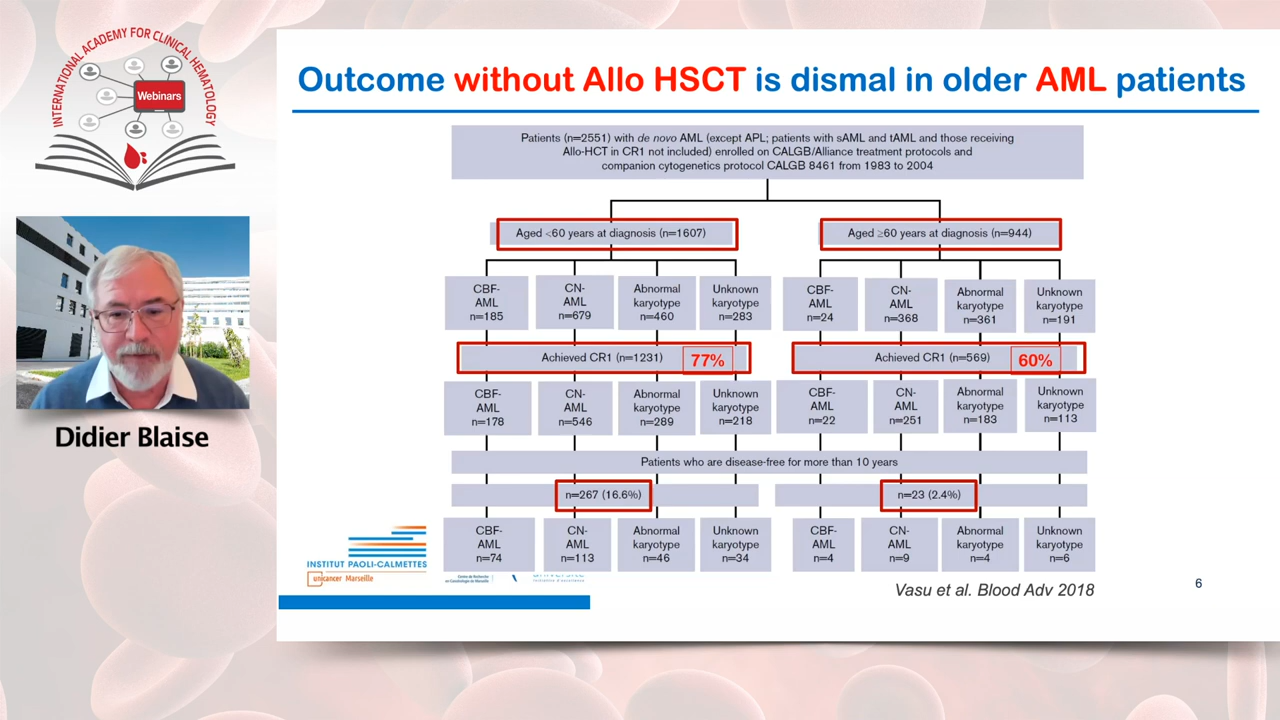 INTERNATIONAL ACADEMY FOR CLINICAL HEMATOLOGY
Webinars
Didier Blaise
Outcome without Allo HSCT is dismal in older AML patients
Patients (n=2551) with de novo AML (except APL; patients with sAML and tAML and those receiving
Allo-HCT in CR1 not included) enrolled on CALGB/Alliance treatment protocols and
companion cytogenetics protocol CALGB 8461 from 1983 to 2004
Aged <60 years at diagnosis (n=1607)
Aged ≥60 years at diagnosis (n=944)
CBF-
AML
n=185
CN-
AML
n=679
Abnormal
karyotype
n=460
Unknown
karyotype
n=283
CBF-
AML
n=24
CN-
AML
n=368
Abnormal
karyotype
n=361
Unknown
karyotype
n=191
Achieved CR1 (n=1231) 77%
Achieved CR1 (n=569) 60%
CBF-
AML
n=178
CN-
AML
n=546
Abnormal
karyotype
n=289
Unknown
karyotype
n=218
CBF-
AML
n=22
CN-
AML
n=251
Abnormal
karyotype
n=183
Unknown
karyotype
n=113
Patients who are disease-free for more than 10 years
n=267 (16.6%)
n=23 (2.4%)
CBF-
AML
n=74
CN-
AML
n=113
Abnormal
karyotype
n=46
Unknown
karyotype
n=34
CBF-
AML
n=4
CN-
AML
n=9
Abnormal
karyotype
n=4
Unknown
karyotype
n=6
INSTITUT PAOLI-CALMETTES
unicancer Marseille
Vasu et al. Blood Adv 2018
6